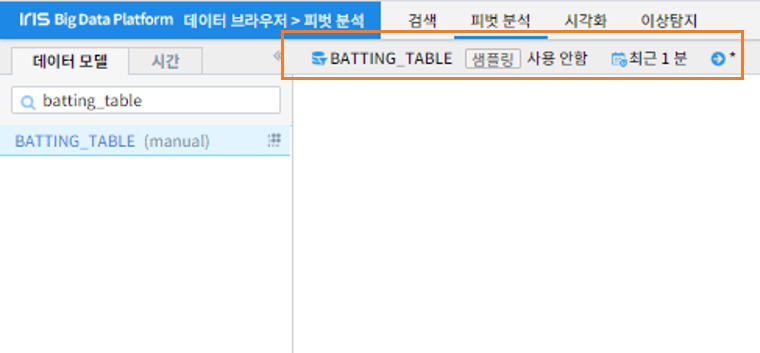 IRIS Big Data Platform 데이터 브라우저 > 피벗 분석 검색 피벗 분석 시각화 이상탐지
데이터 모델 시간 « BATTING_TABLE 샘플링 사용 안함 최근 1 분 *
batting_table
BATTING_TABLE (manual)